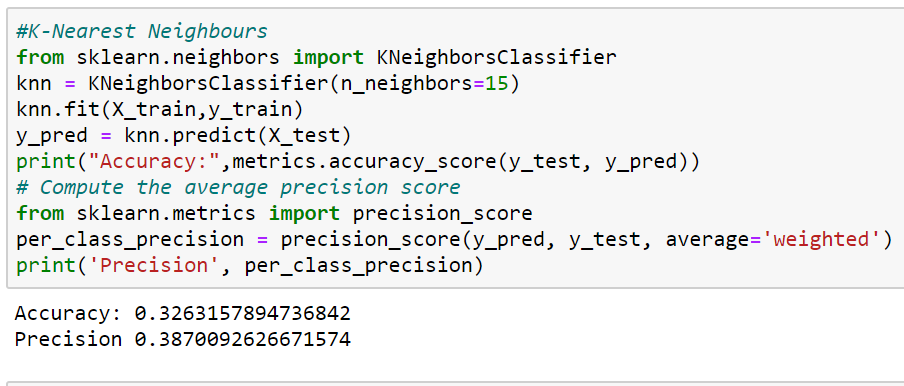 #K-Nearest Neighbours
from sklearn.neighbors import KNeighborsClassifier
knn = KNeighborsClassifier(n_neighbors=15)
knn.fit(X_train,y_train)
y_pred = knn.predict(X_test)
print("Accuracy:",metrics.accuracy_score(y_test, y_pred))
# Compute the average precision score
from sklearn.metrics import precision_score
per_class_precision = precision_score(y_pred, y_test, average='weighted')
print('Precision', per_class_precision)
Accuracy: 0.3263157894736842
Precision 0.3870092626671574